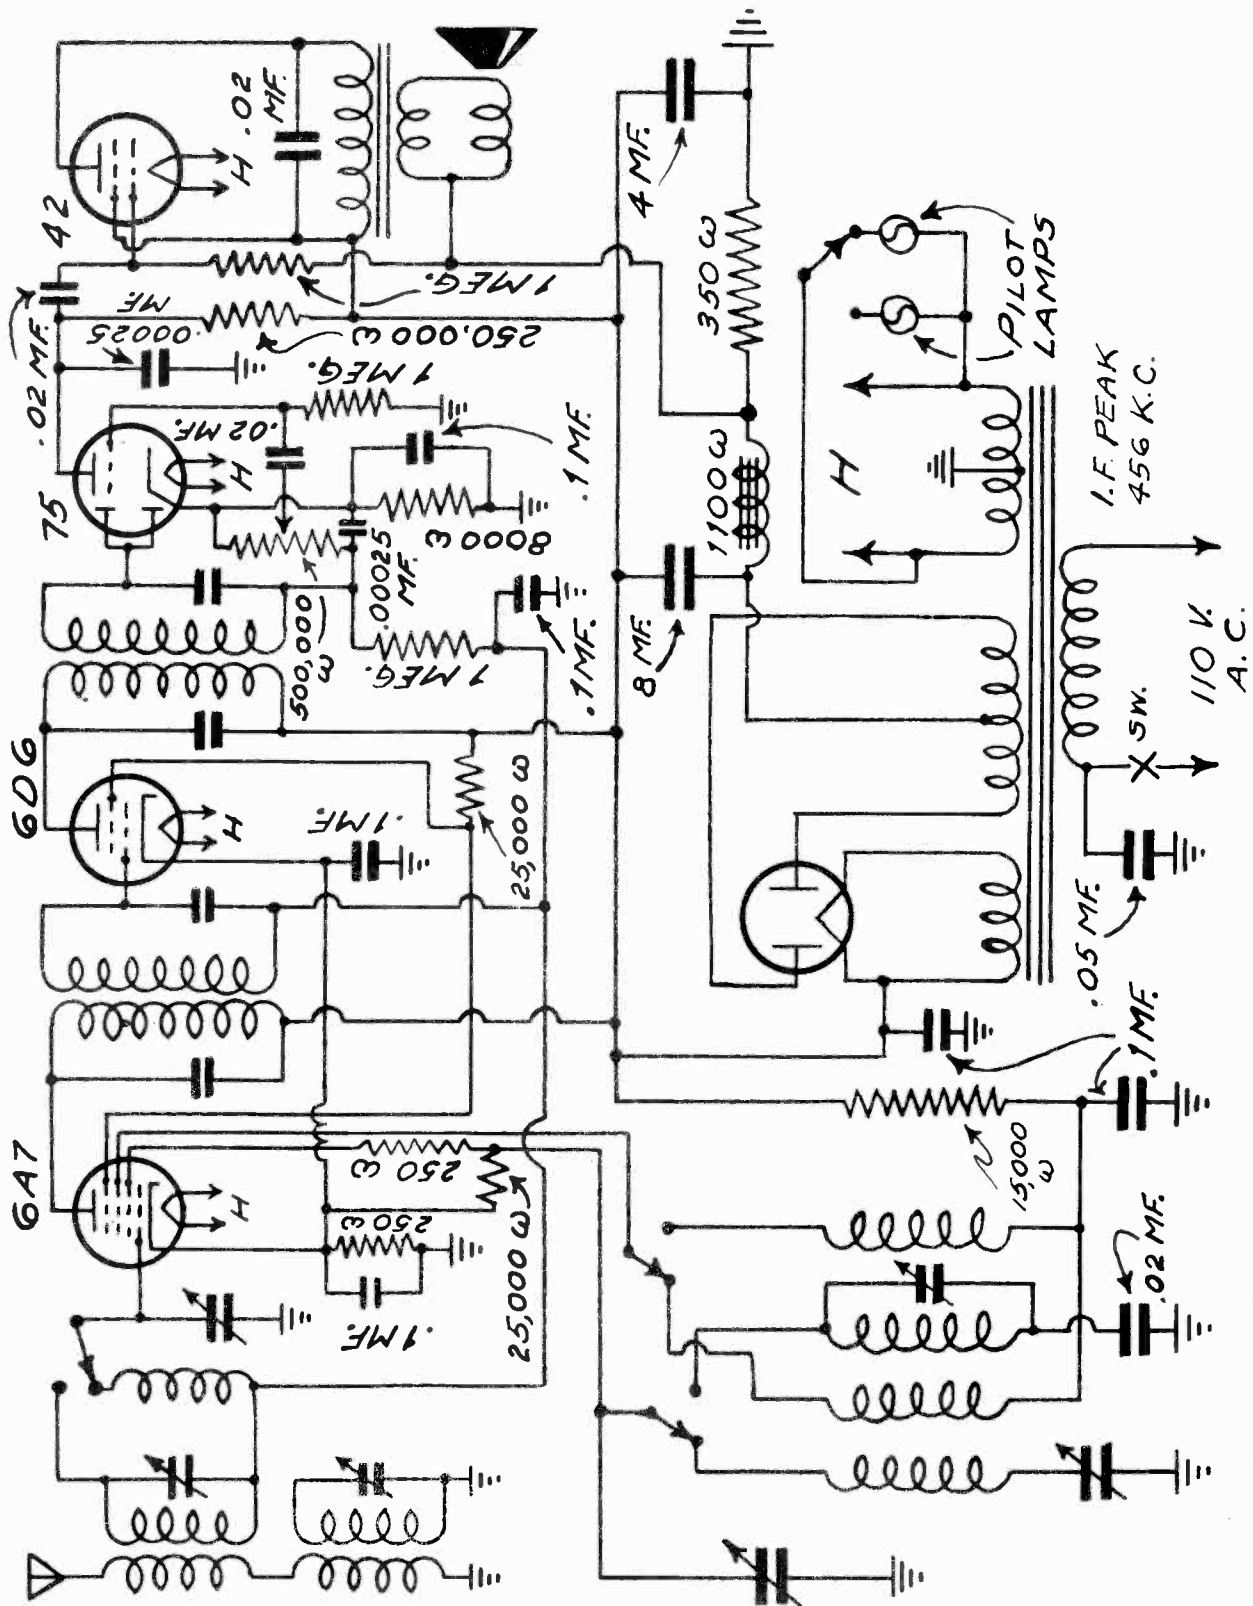 6A7
6D6
75
42
.02 MF.
.00025
MF.
.02
MF.
H
1 MEG.
250,000 ω
1 MEG.
.02 MF.
H
.1 MF.
8000 ω
.00025
MF.
500,000
ω
1 MEG.
.1 MF.
H
.1 MF.
25,000 ω
H
250 ω
250 ω
.1 MF.
25,000 ω
4 MF.
350 ω
1100 ω
8 MF.
PILOT
LAMPS
H
I.F. PEAK
456 K.C.
110 V.
A.C.
SW.
.05 MF.
.1 MF.
15,000
ω
.02 MF.